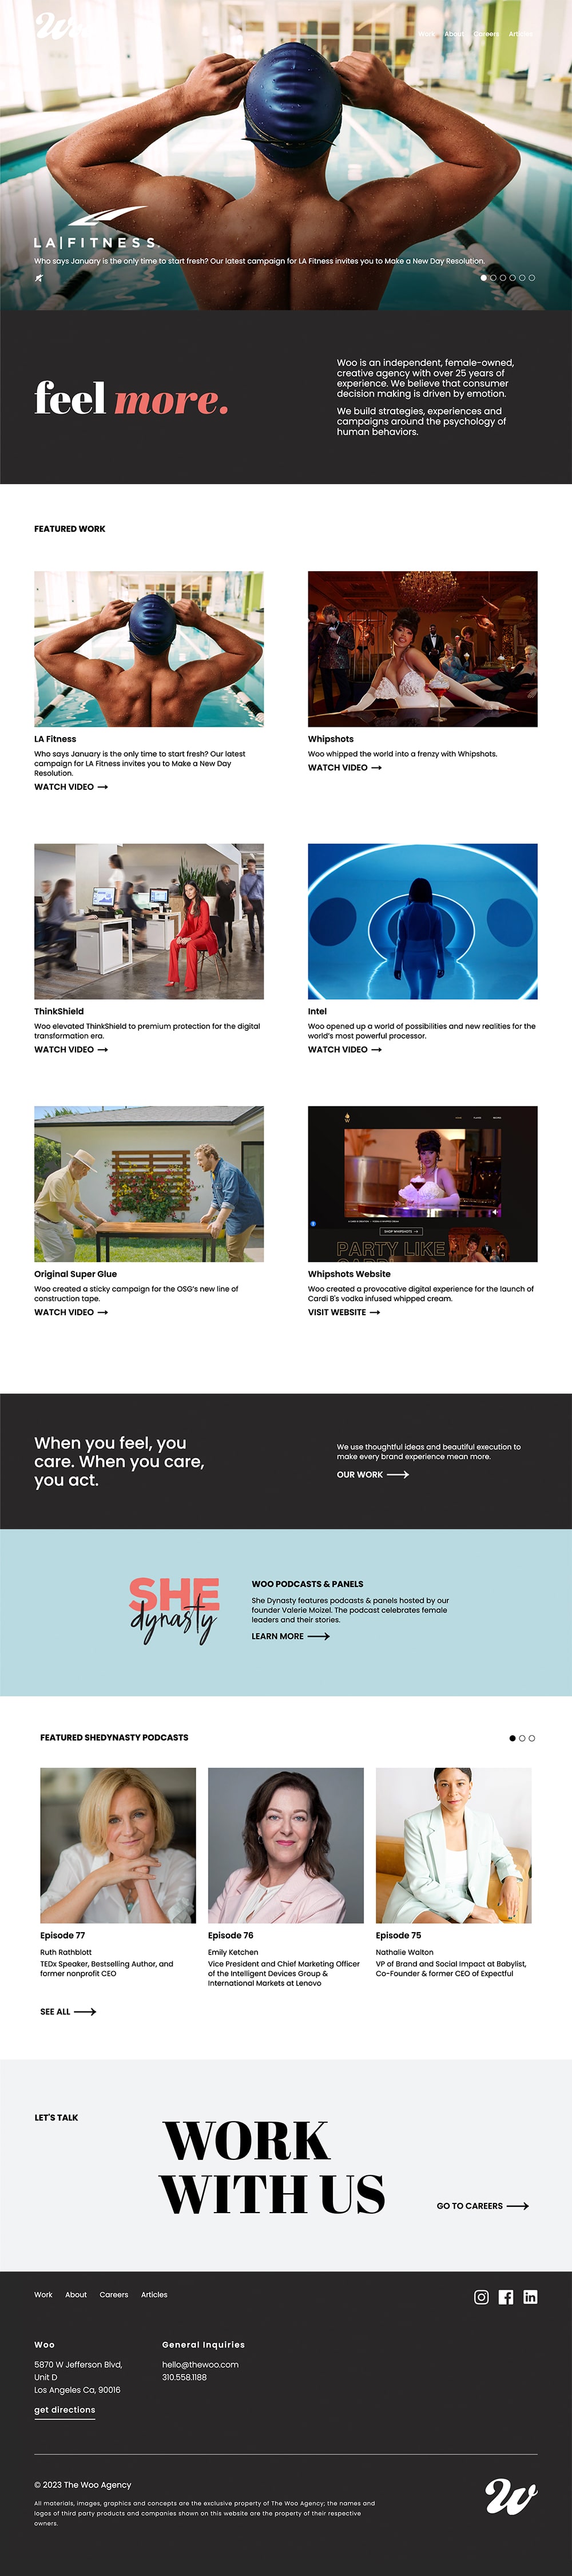 Woo
Work About Careers Articles
LA|FITNESS.
Who says January is the only time to start fresh? Our latest campaign for LA Fitness invites you to Make a New Day Resolution.
feel more.
Woo is an independent, female-owned,
creative agency with over 25 years of
experience. We believe that consumer
decision making is driven by emotion.
We build strategies, experiences and
campaigns around the psychology of
human behaviors.
FEATURED WORK
LA Fitness
Who says January is the only time to start fresh? Our latest
campaign for LA Fitness invites you to Make a New Day
Resolution.
WATCH VIDEO
Whipshots
Woo whipped the world into a frenzy with Whipshots.
WATCH VIDEO
ThinkShield
Woo elevated ThinkShield to premium protection for the digital
transformation era.
WATCH VIDEO
Intel
Woo opened up a world of possibilities and new realities for the
world's most powerful processor.
WATCH VIDEO
SHOP WHIPSHOTS
PARTY LIKE
CARDI
Original Super Glue
Woo created a sticky campaign for the OSG's new line of
construction tape.
WATCH VIDEO
Whipshots Website
Woo created a provocative digital experience for the launch of
Cardi B's vodka infused whipped cream.
VISIT WEBSITE
When you feel, you
care. When you care,
you act.
We use thoughtful ideas and beautiful execution to
make every brand experience mean more.
OUR WORK
SHE
dynasty
WOO PODCASTS & PANELS
She Dynasty features podcasts & panels hosted by our
founder Valerie Moizel. The podcast celebrates female
leaders and their stories.
LEARN MORE
FEATURED SHEDYNASTY PODCASTS
Episode 77
Ruth Rathblott
TEDx Speaker, Bestselling Author, and
former nonprofit CEO
Episode 76
Emily Ketchen
Vice President and Chief Marketing Officer
of the Intelligent Devices Group &
International Markets at Lenovo
Episode 75
Nathalie Walton
VP of Brand and Social Impact at Babylist,
Co-Founder & former CEO of Expectful
SEE ALL
LET'S TALK
WORK
WITH US
GO TO CAREERS
Work About Careers Articles
Woo
5870 W Jefferson Blvd,
Unit D
Los Angeles Ca, 90016
get directions
General Inquiries
hello@thewoo.com
310.558.1188
© 2023 The Woo Agency
All materials, images, graphics and concepts are the exclusive property of The Woo Agency; the names and
logos of third party products and companies shown on this website are the property of their respective
owners.
W